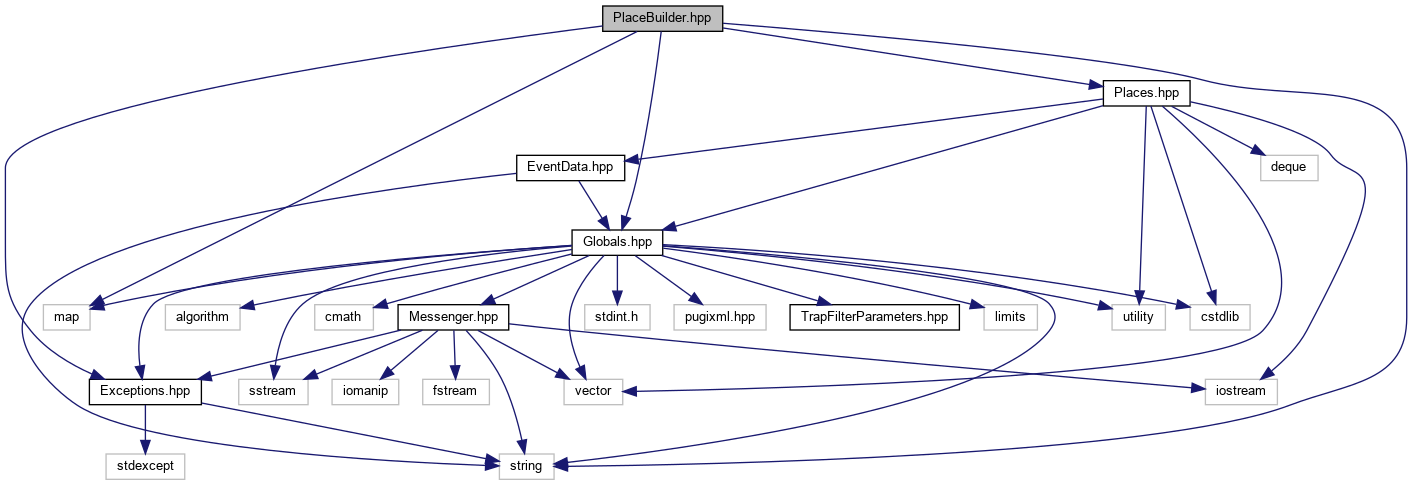 PlaceBuilder.hpp
Places.hpp
EventData.hpp
deque
Globals.hpp
map
algorithm
cmath
Messenger.hpp
stdint.h
pugixml.hpp
TrapFilterParameters.hpp
limits
utility
cstdlib
Exceptions.hpp
sstream
iomanip
fstream
vector
iostream
stdexcept
string